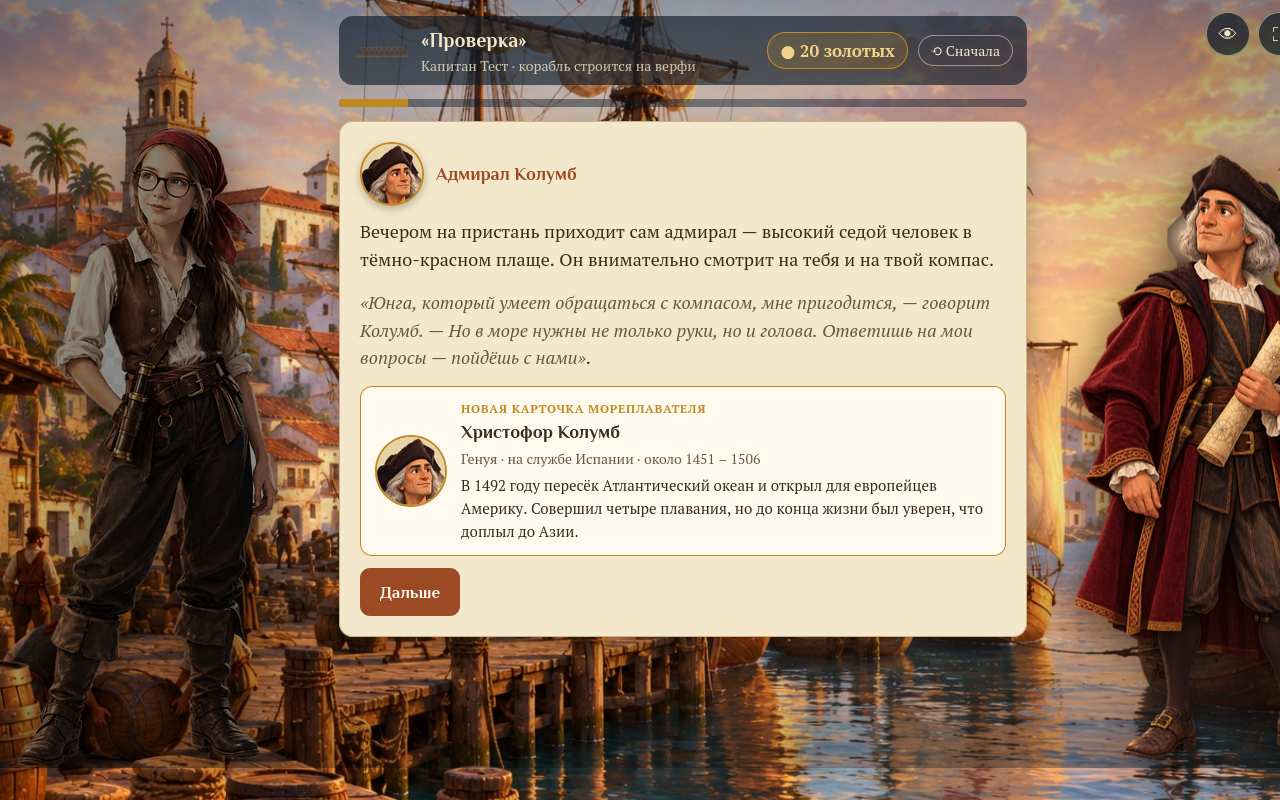 «Проверка»
Капитан Тест · корабль строится на верфи
20 золотых
⟲ Сначала
Адмирал Колумб
Вечером на пристань приходит сам адмирал — высокий седой человек в
тёмно-красном плаще. Он внимательно смотрит на тебя и на твой компас.
«Юнга, который умеет обращаться с компасом, мне пригодится, — говорит
Колумб. — Но в море нужны не только руки, но и голова. Ответишь на мои
вопросы — пойдёшь с нами».
НОВАЯ КАРТОЧКА МОРЕПЛАВАТЕЛЯ
Христофор Колумб
Генуя · на службе Испании · около 1451 – 1506
В 1492 году пересёк Атлантический океан и открыл для европейцев
Америку. Совершил четыре плавания, но до конца жизни был уверен, что
доплыл до Азии.
Дальше